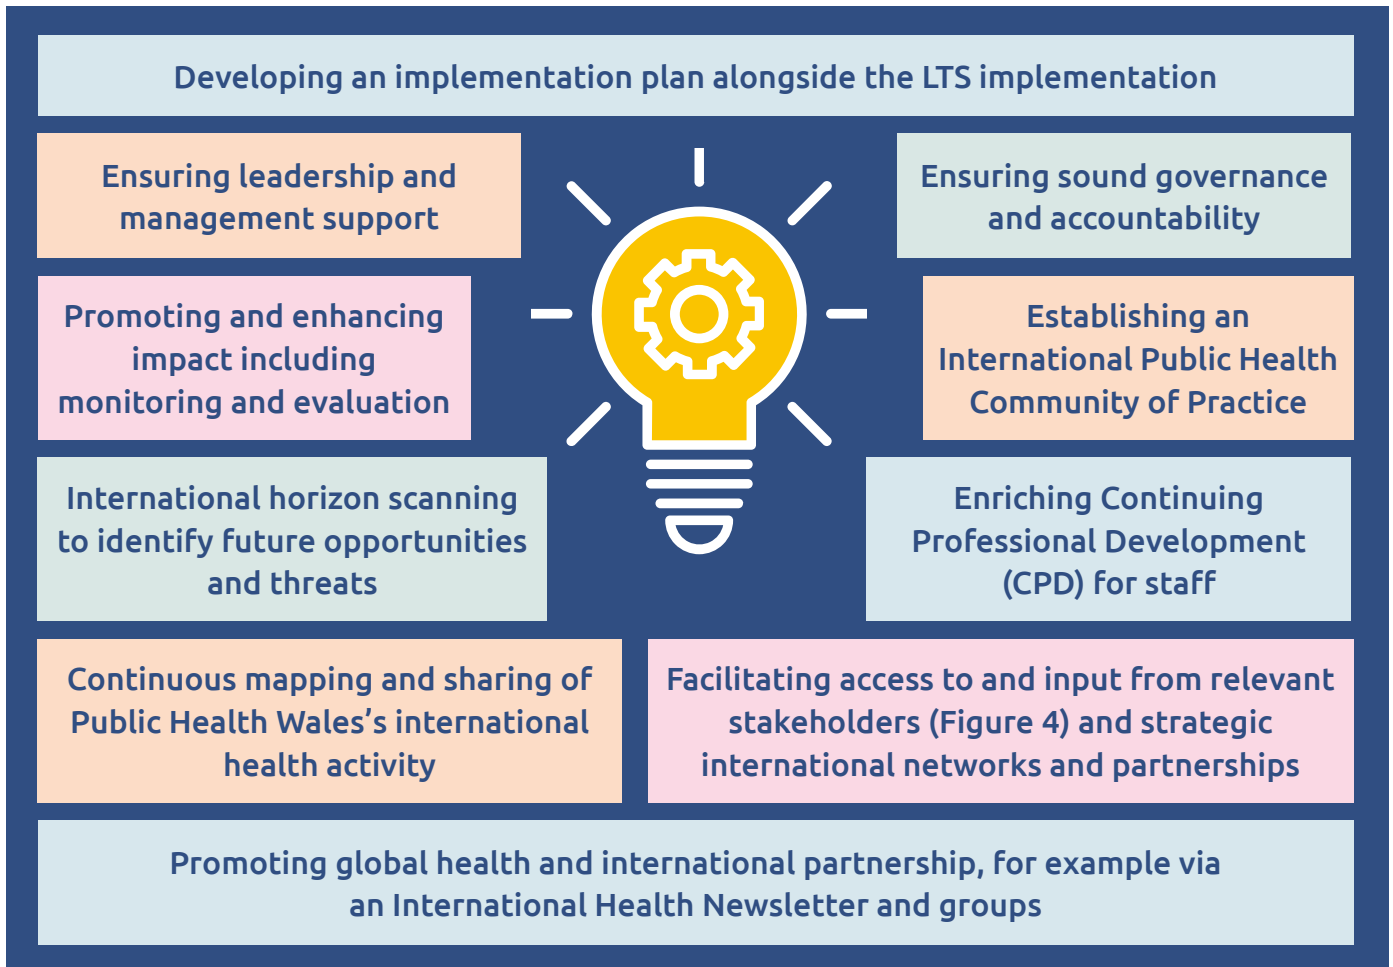 Developing an implementation plan alongside the LTS implementation
Ensuring leadership and
management support
Ensuring sound governance
and accountability
Promoting and enhancing
impact including
monitoring and evaluation
Establishing an
International Public Health
Community of Practice
International horizon scanning
to identify future opportunities
and threats
Enriching Continuing
Professional Development
(CPD) for staff
Continuous mapping and sharing of
Public Health Wales’s international
health activity
Facilitating access to and input from relevant
stakeholders (Figure 4) and strategic
international networks and partnerships
Promoting global health and international partnership, for example via
an International Health Newsletter and groups